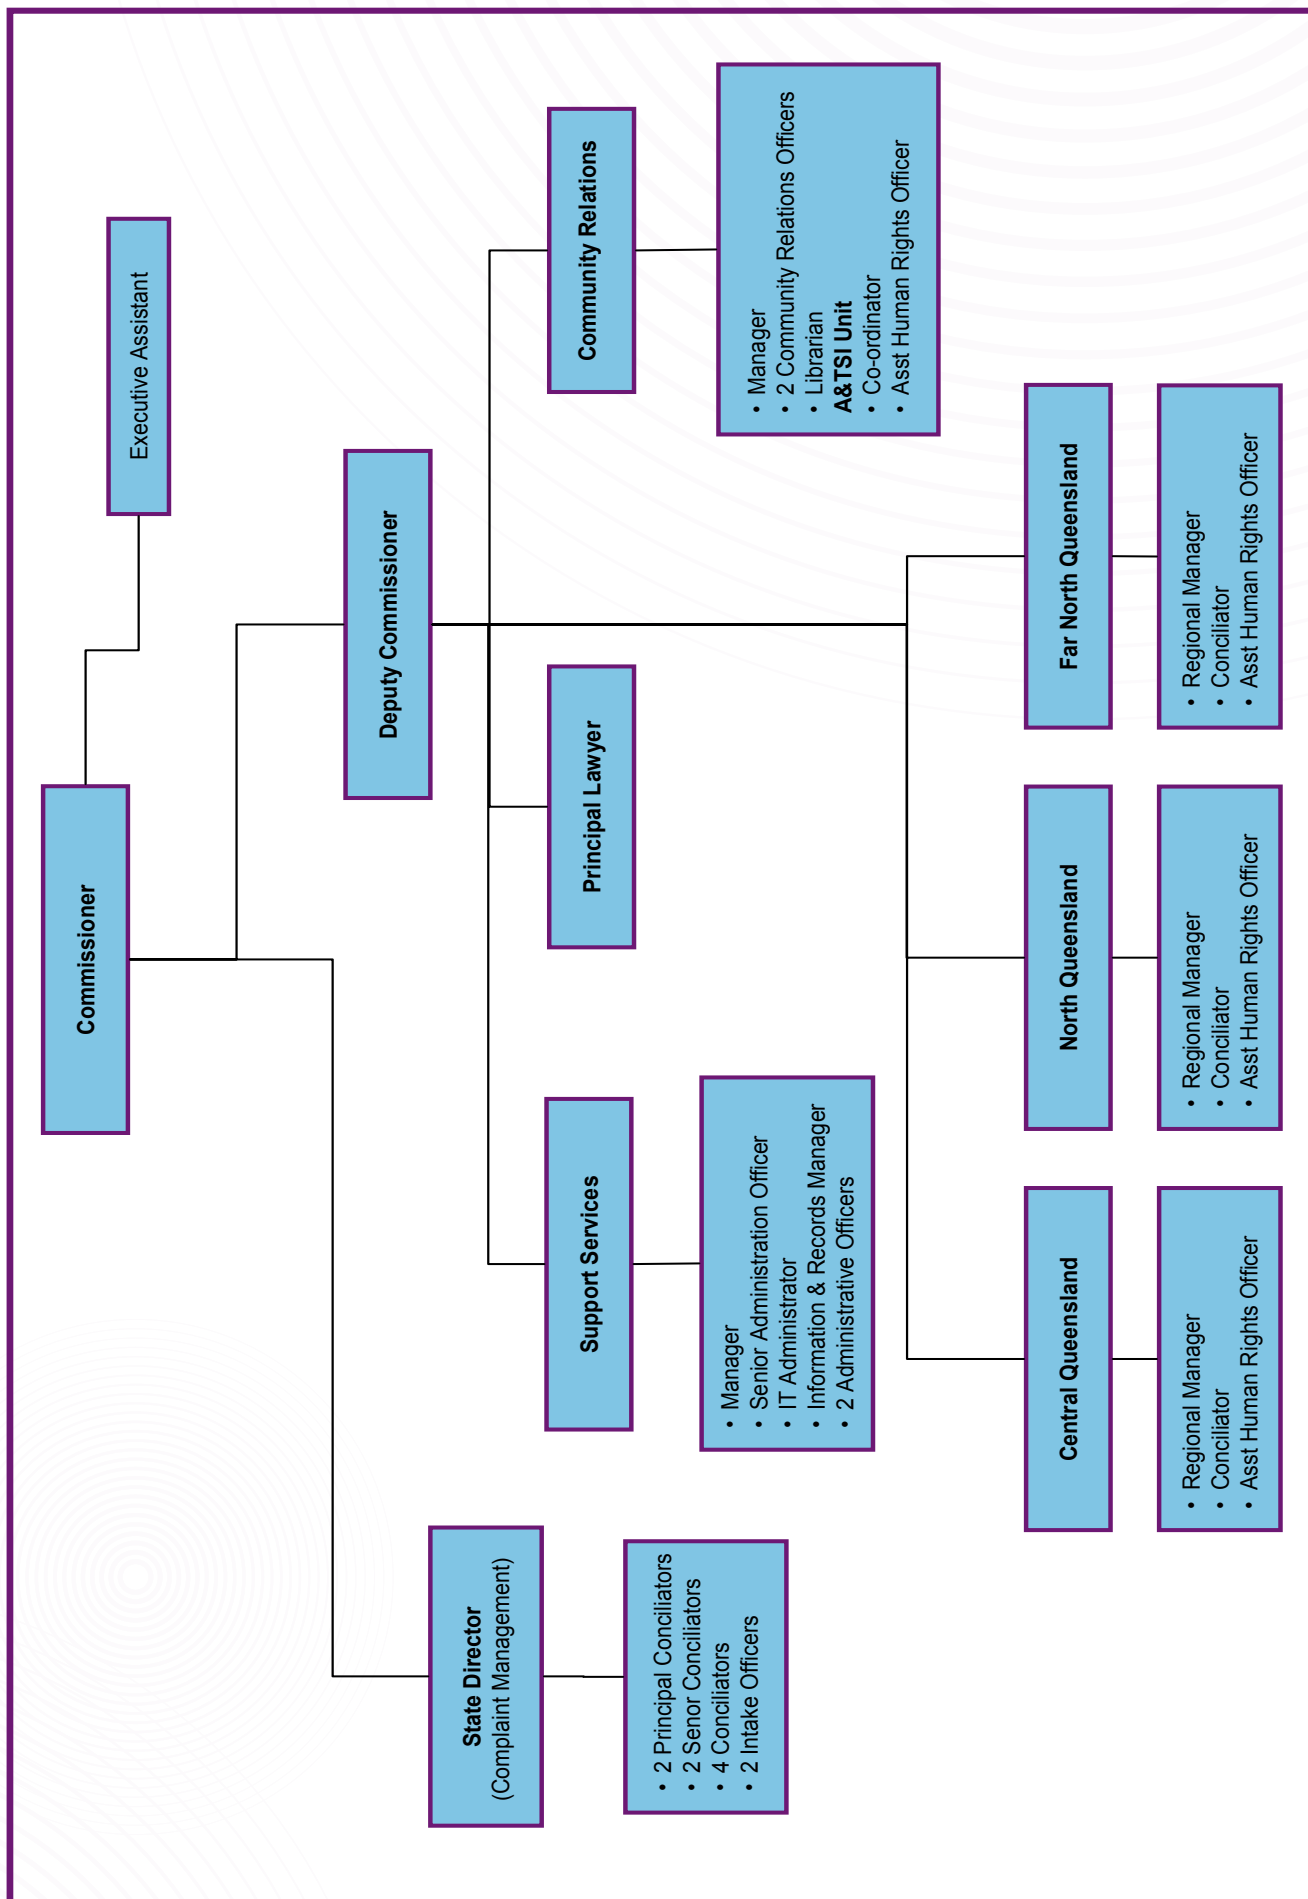 Commissioner
Executive Assistant
State Director
(Complaint Management)
• 2 Principal Conciliators
• 2 Senor Conciliators
• 4 Conciliators
• 2 Intake Officers
Deputy Commissioner
Support Services
• Manager
• Senior Administration Officer
• IT Administrator
• Information & Records Manager
• 2 Administrative Officers
Principal Lawyer
Community Relations
• Manager
• 2 Community Relations Officers
• Librarian
A&TSI Unit
• Co-ordinator
• Asst Human Rights Officer
Central Queensland
• Regional Manager
• Conciliator
• Asst Human Rights Officer
North Queensland
• Regional Manager
• Conciliator
• Asst Human Rights Officer
Far North Queensland
• Regional Manager
• Conciliator
• Asst Human Rights Officer